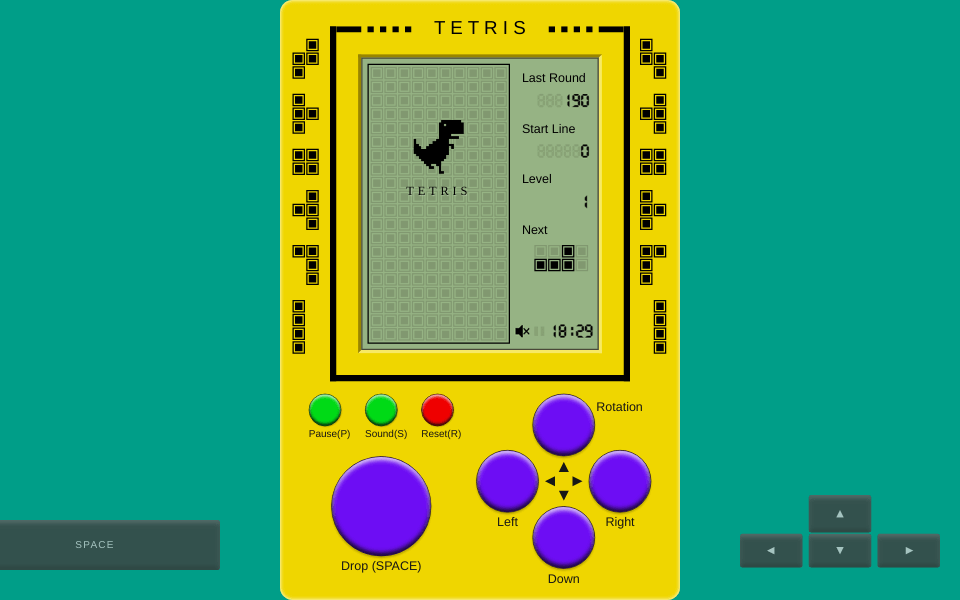 TETRIS
Last Round
190
Start Line
0
Level
1
Next
TETRIS
18:29
Pause(P)
Sound(S)
Reset(R)
Rotation
Left
Right
Down
Drop (SPACE)
SPACE